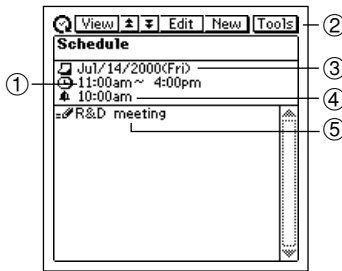 View Edit New Tools ②
Schedule
Jul/14/2000(Fri) ③
① 11:00am~ 4:00pm
10:00am ④
R&D meeting
⑤